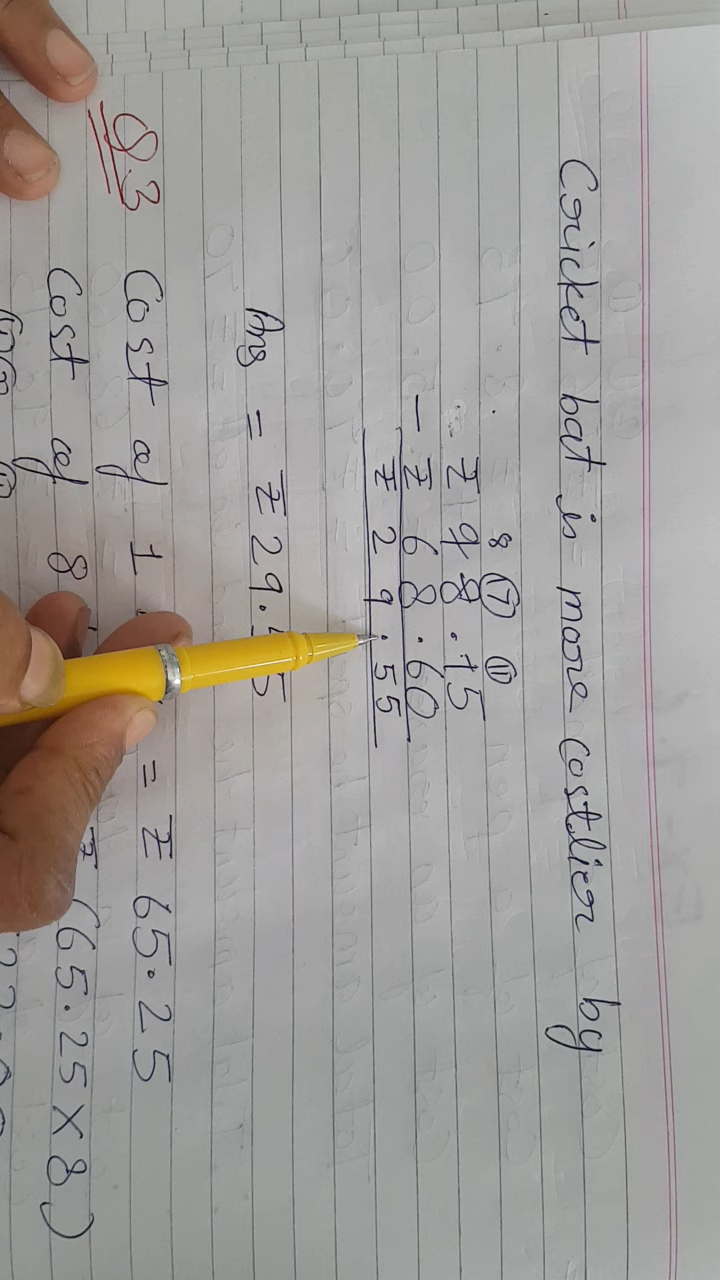 Cricket bat is more costlier by
8 17 11
₹ 98.15
- ₹ 68.60
₹ 29.55
Ans = ₹ 29.55
Q.3 Cost of 1 = ₹ 65.25
Cost of 8 ₹ (65.25 × 8)